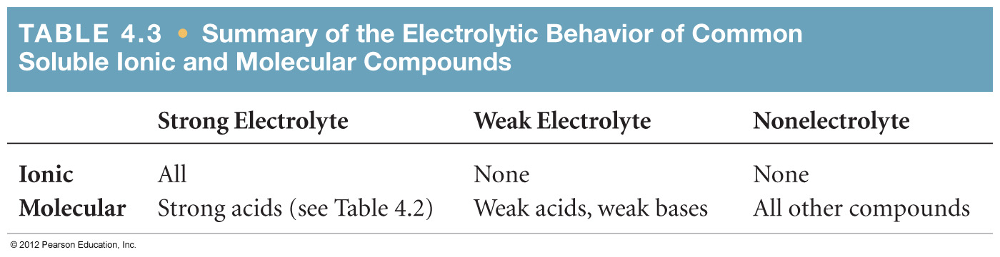 TABLE 4.3 • Summary of the Electrolytic Behavior of Common
Soluble Ionic and Molecular Compounds
Strong Electrolyte Weak Electrolyte Nonelectrolyte
Ionic All None None
Molecular Strong acids (see Table 4.2) Weak acids, weak bases All other compounds
© 2012 Pearson Education, Inc.